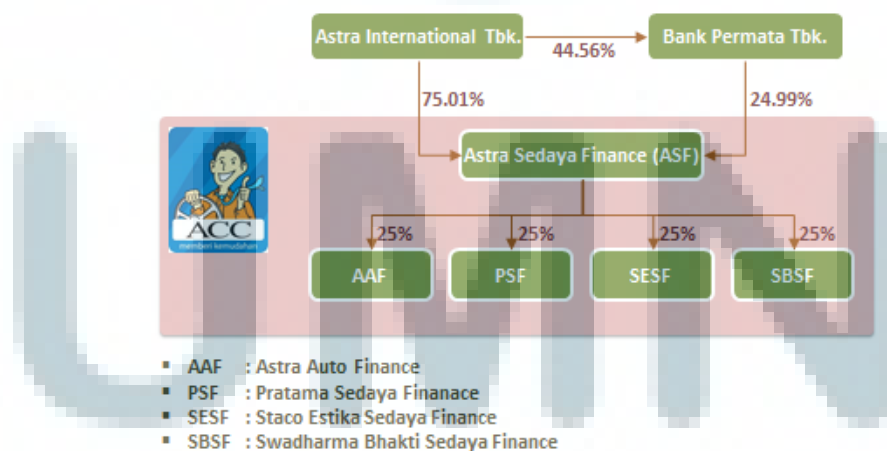 Astra International Tbk.
Bank Permata Tbk.
44.56%
75.01%
24.99%
Astra Sedaya Finance (ASF)
ACC
memberi kemudahan
25%
25%
25%
25%
AAF
PSF
SESF
SBSF
▪ AAF : Astra Auto Finance
▪ PSF : Pratama Sedaya Finanace
▪ SESF : Staco Estika Sedaya Finance
▪ SBSF : Swadharma Bhakti Sedaya Finance
UMN